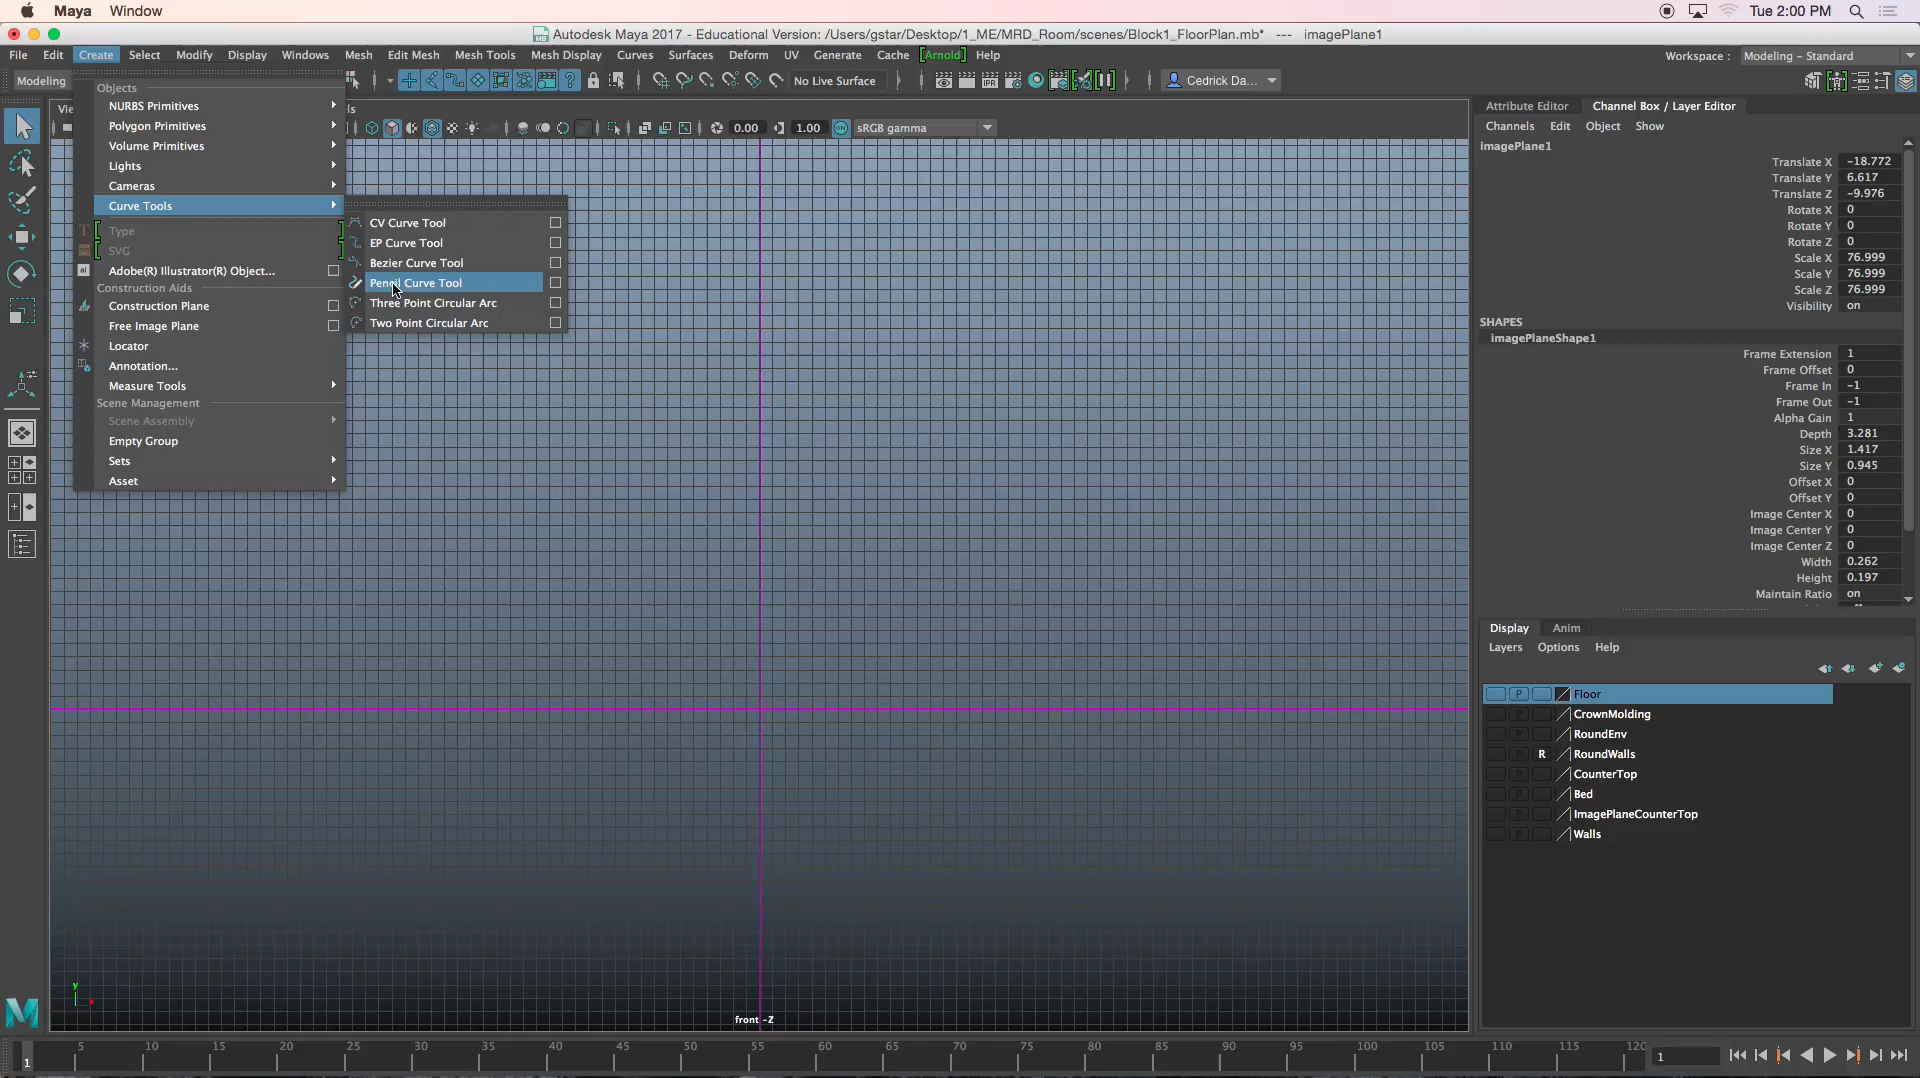 Maya Window Tue 2:00 PM
Autodesk Maya 2017 - Educational Version: /Users/gstar/Desktop/1_ME/MRD_Room/scenes/Block1_FloorPlan.mb* --- imagePlane1
File Edit Create Select Modify Display Windows Mesh Edit Mesh Mesh Tools Mesh Display Curves Surfaces Deform UV Generate Cache [Arnold] Help Workspace : Modeling - Standard
Modeling No Live Surface Cedrick Da...
0.00 1.00 sRGB gamma
Objects
NURBS Primitives
Polygon Primitives
Volume Primitives
Lights
Cameras
Curve Tools
Type
SVG
Adobe(R) Illustrator(R) Object...
Construction Aids
Construction Plane
Free Image Plane
Locator
Annotation...
Measure Tools
Scene Management
Scene Assembly
Empty Group
Sets
Asset
CV Curve Tool
EP Curve Tool
Bezier Curve Tool
Pencil Curve Tool
Three Point Circular Arc
Two Point Circular Arc
y
front -Z
Attribute Editor Channel Box / Layer Editor
Channels Edit Object Show
imagePlane1
Translate X -18.772
Translate Y 6.617
Translate Z -9.976
Rotate X 0
Rotate Y 0
Rotate Z 0
Scale X 76.999
Scale Y 76.999
Scale Z 76.999
Visibility on
SHAPES
imagePlaneShape1
Frame Extension 1
Frame Offset 0
Frame In -1
Frame Out -1
Alpha Gain 1
Depth 3.281
Size X 1.417
Size Y 0.945
Offset X 0
Offset Y 0
Image Center X 0
Image Center Y 0
Image Center Z 0
Width 0.262
Height 0.197
Maintain Ratio on
Display Anim
Layers Options Help
P Floor
P CrownMolding
P RoundEnv
P R RoundWalls
P CounterTop
P Bed
P ImagePlaneCounterTop
P Walls
1 5 10 15 20 25 30 35 40 45 50 55 60 65 70 75 80 85 90 95 100 105 110 115 120 1